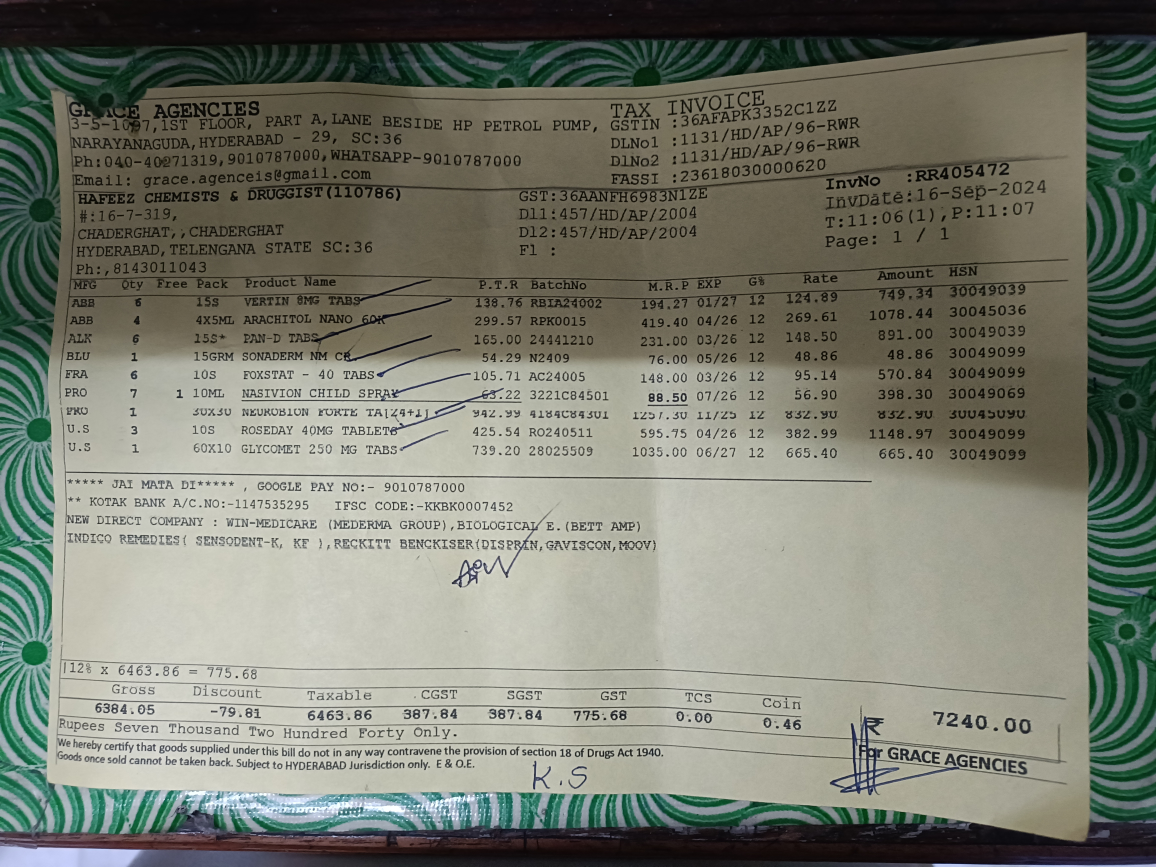 GRACE AGENCIES
3-5-1097,1ST FLOOR, PART A,LANE BESIDE HP PETROL PUMP,
NARAYANAGUDA,HYDERABAD - 29, SC:36
Ph:040-40271319,9010787000,WHATSAPP-9010787000
Email: grace.agenceis@gmail.com
TAX INVOICE
GSTIN :36AFAPK3352C1ZZ
DLNo1 :1131/HD/AP/96-RWR
DlNo2 :1131/HD/AP/96-RWR
FASSI :23618030000620
HAFEEZ CHEMISTS & DRUGGIST(110786)
#:16-7-319,
CHADERGHAT,,CHADERGHAT
HYDERABAD,TELENGANA STATE SC:36
Ph:,8143011043
GST:36AANFH6983N1ZE
Dl1:457/HD/AP/2004
Dl2:457/HD/AP/2004
Fl :
InvNo :RR405472
InvDate:16-Sep-2024
T:11:06(1),P:11:07
Page: 1 / 1
MFG Qty Free Pack Product Name P.T.R BatchNo M.R.P EXP G% Rate Amount HSN
ABB 6 15S VERTIN 8MG TABS 138.76 RBIA24002 194.27 01/27 12 124.89 749.34 30049039
ABB 4 4X5ML ARACHITOL NANO 60K 299.57 RPK0015 419.40 04/26 12 269.61 1078.44 30045036
ALK 6 15S* PAN-D TABS 165.00 24441210 231.00 03/26 12 148.50 891.00 30049039
BLU 1 15GRM SONADERM NM CR. 54.29 N2409 76.00 05/26 12 48.86 48.86 30049099
FRA 6 10S FOXSTAT - 40 TABS 105.71 AC24005 148.00 03/26 12 95.14 570.84 30049099
PRO 7 1 10ML NASIVION CHILD SPRAY 63.22 3221C84501 88.50 07/26 12 56.90 398.30 30049069
PRO 1 30X30 NEUROBION FORTE TA[24+1] 942.99 4184C84301 1257.30 11/25 12 832.90 832.90 30045090
U.S 3 10S ROSEDAY 40MG TABLETS 425.54 RO240511 595.75 04/26 12 382.99 1148.97 30049099
U.S 1 60X10 GLYCOMET 250 MG TABS 739.20 28025509 1035.00 06/27 12 665.40 665.40 30049099
***** JAI MATA DI***** , GOOGLE PAY NO:- 9010787000
** KOTAK BANK A/C.NO:-1147535295 IFSC CODE:-KKBK0007452
NEW DIRECT COMPANY : WIN-MEDICARE (MEDERMA GROUP),BIOLOGICAL E.(BETT AMP)
INDICO REMEDIES( SENSODENT-K, KF ),RECKITT BENCKISER(DISPRIN,GAVISCON,MOOV)
|12% x 6463.86 = 775.68
Gross Discount Taxable CGST SGST GST TCS Coin
6384.05 -79.81 6463.86 387.84 387.84 775.68 0.00 0.46
₹ 7240.00
Rupees Seven Thousand Two Hundred Forty Only.
We hereby certify that goods supplied under this bill do not in any way contravene the provision of section 18 of Drugs Act 1940.
Goods once sold cannot be taken back. Subject to HYDERABAD Jurisdiction only. E & O.E.
For GRACE AGENCIES
K.S